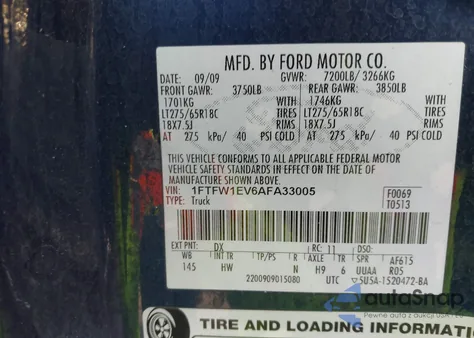 MFD. BY FORD MOTOR CO.
DATE: 09/09 GVWR: 7200LB/ 3266KG
FRONT GAWR: 3750LB REAR GAWR: 3850LB
1701KG WITH 1746KG WITH
LT275/65R18C TIRES LT275/65R18C TIRES
18X7.5J RIMS 18X7.5J RIMS
AT 275 kPa/ 40 PSI COLD AT 275 kPa/ 40 PSI COLD
THIS VEHICLE CONFORMS TO ALL APPLICABLE FEDERAL MOTOR
VEHICLE SAFETY STANDARDS IN EFFECT ON THE DATE OF
MANUFACTURE SHOWN ABOVE.
VIN: 1FTFW1EV6AFA33005 F0069
TYPE: Truck T0513
EXT PNT: DX RC: 11 DSO:
WB INT TR TP/PS R AXLE TR SPR AF615
145 HW N H9 6 UUAA R05
2200909015080 UTC 5U5A-1520472-BA
autoSnap
TIRE AND LOADING INFORMATION